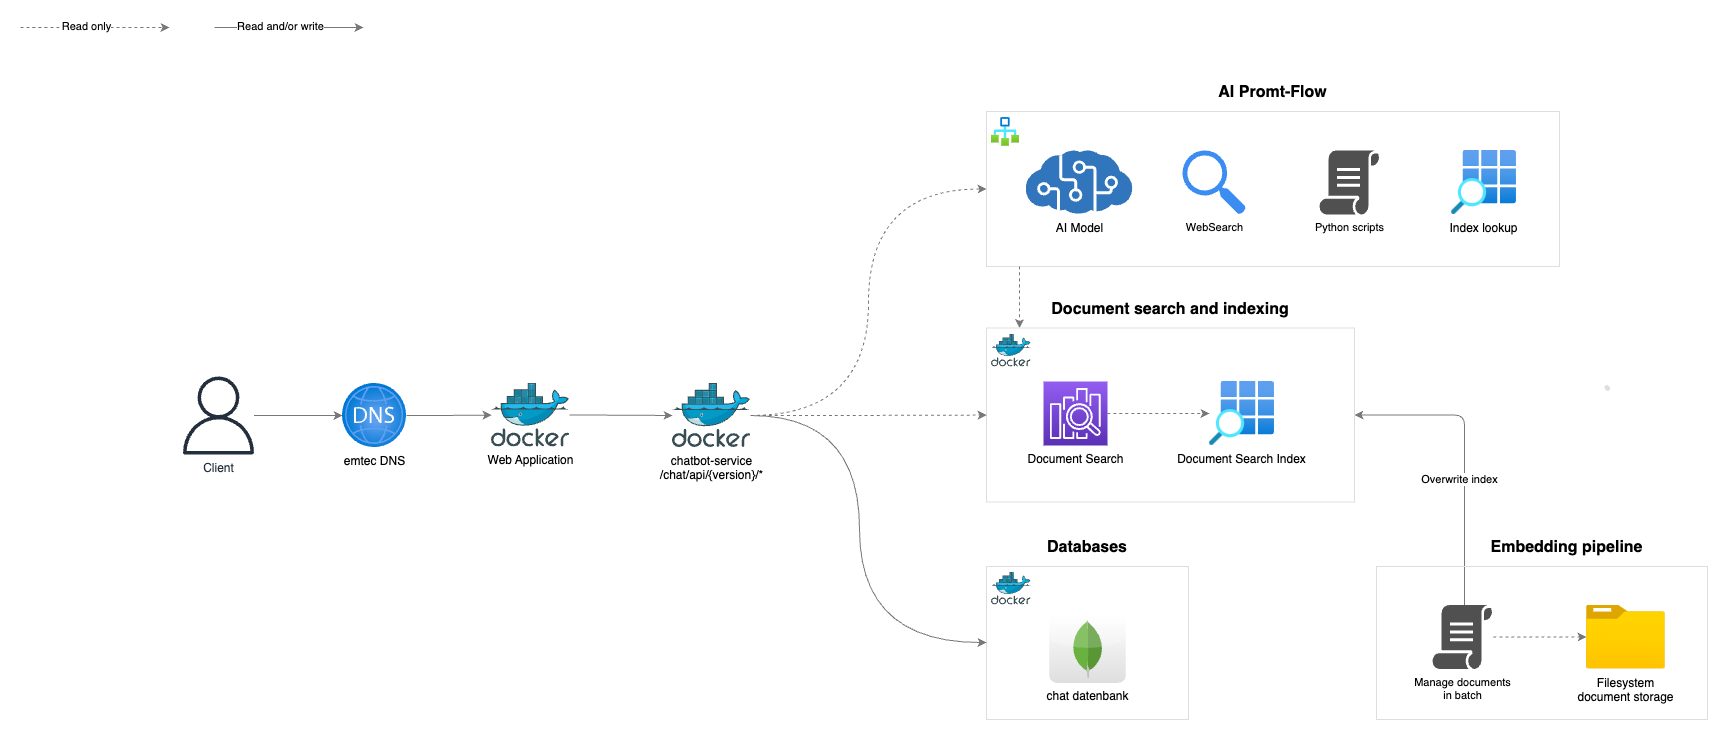 Read only
Read and/or write
AI Promt-Flow
AI Model
WebSearch
Python scripts
Index lookup
Document search and indexing
docker
Document Search
Document Search Index
Client
DNS
emtec DNS
docker
Web Application
docker
chatbot-service
/chat/api/{version}/*
Overwrite index
Databases
docker
chat datenbank
Embedding pipeline
Manage documents
in batch
Filesystem
document storage